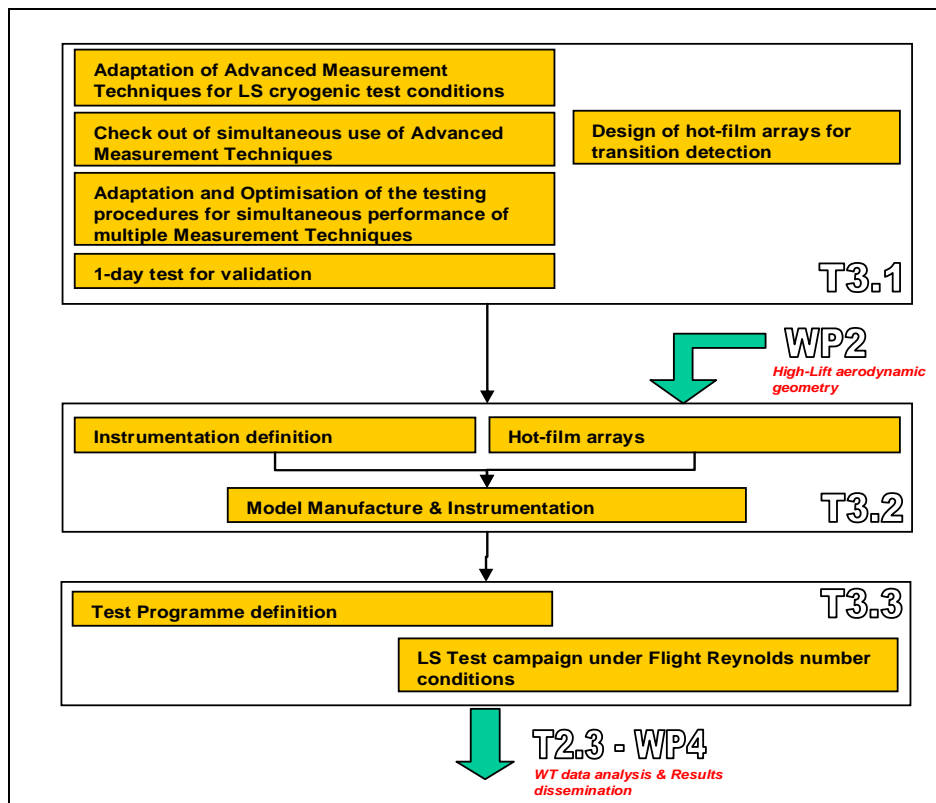 Adaptation of Advanced Measurement
Techniques for LS cryogenic test conditions
Check out of simultaneous use of Advanced
Measurement Techniques
Design of hot-film arrays for
transition detection
Adaptation and Optimisation of the testing
procedures for simultaneous performance of
multiple Measurement Techniques
1-day test for validation
T3.1
WP2
High-Lift aerodynamic
geometry
Instrumentation definition
Hot-film arrays
Model Manufacture & Instrumentation
T3.2
Test Programme definition
T3.3
LS Test campaign under Flight Reynolds number
conditions
T2.3 - WP4
WT data analysis & Results
dissemination